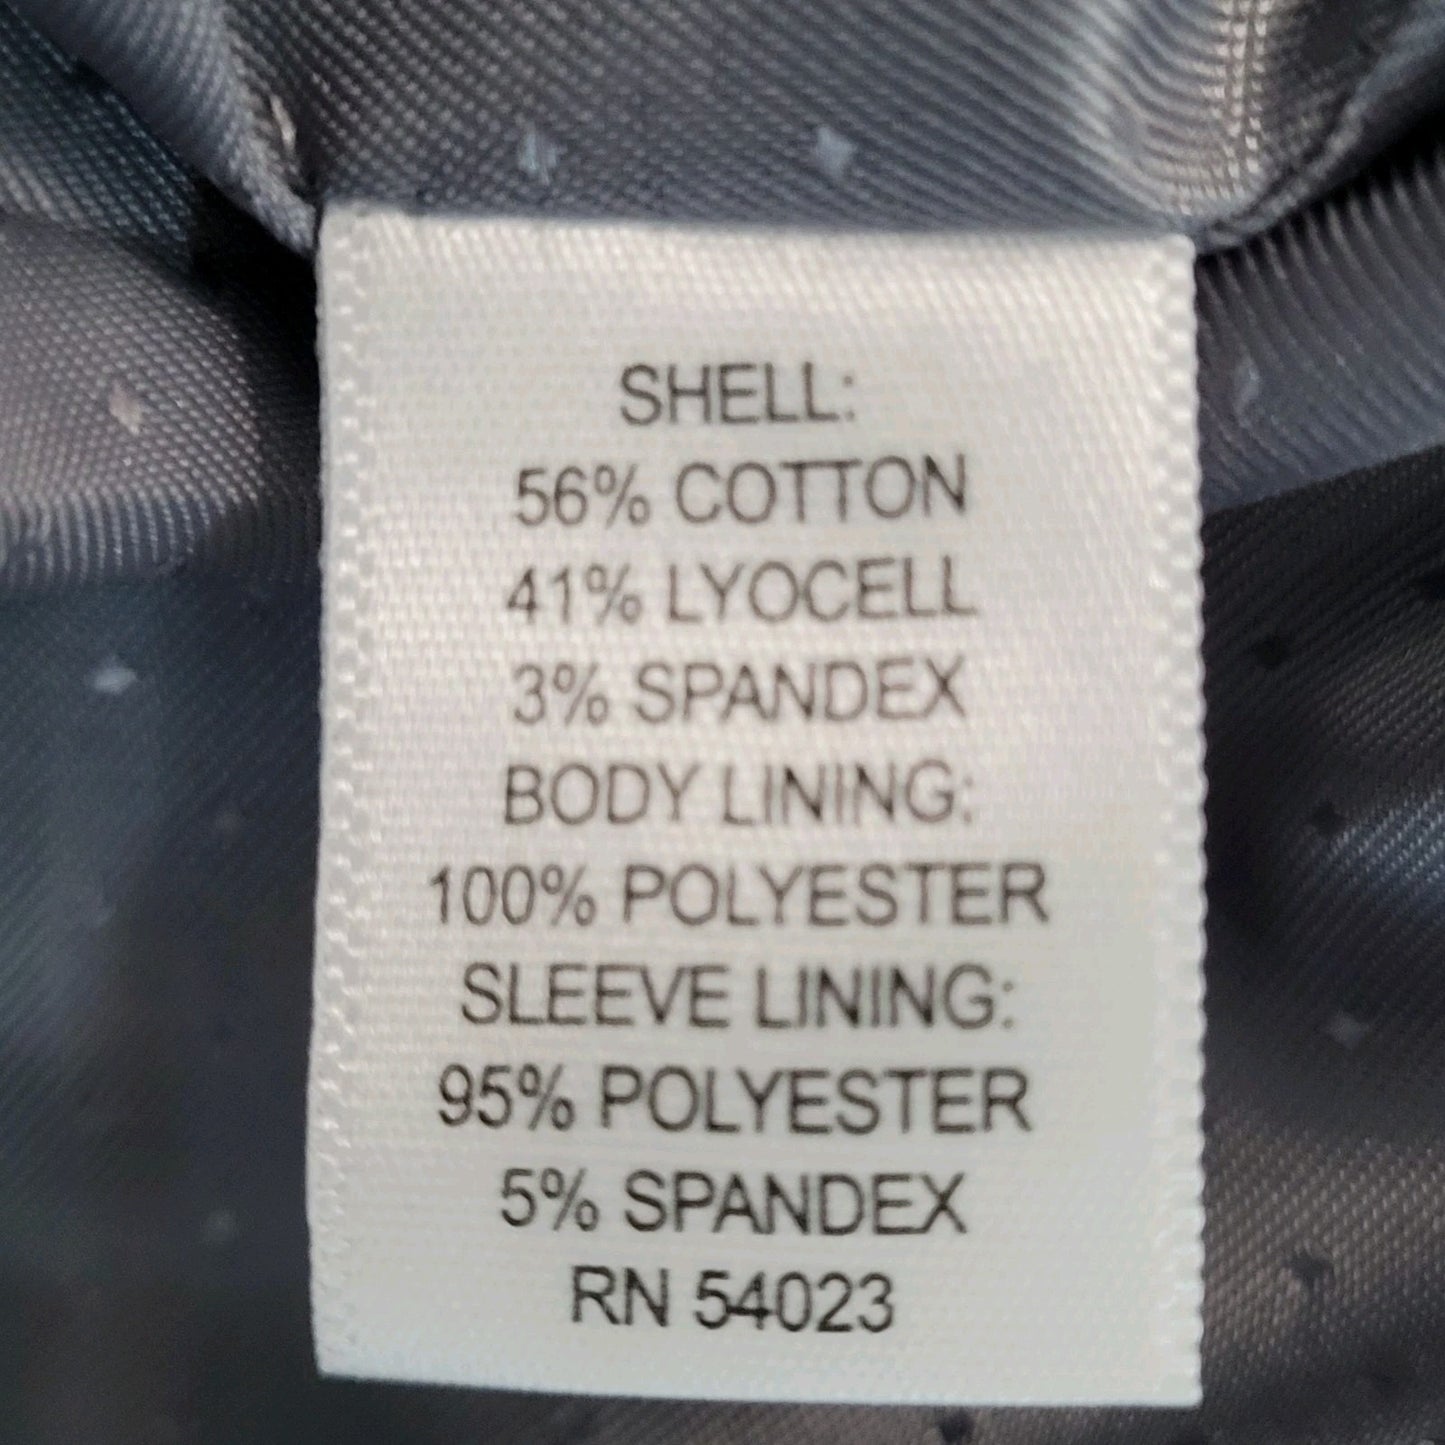 SHELL:
56% COTTON
41% LYOCELL
3% SPANDEX
BODY LINING:
100% POLYESTER
SLEEVE LINING:
95% POLYESTER
5% SPANDEX
RN 54023